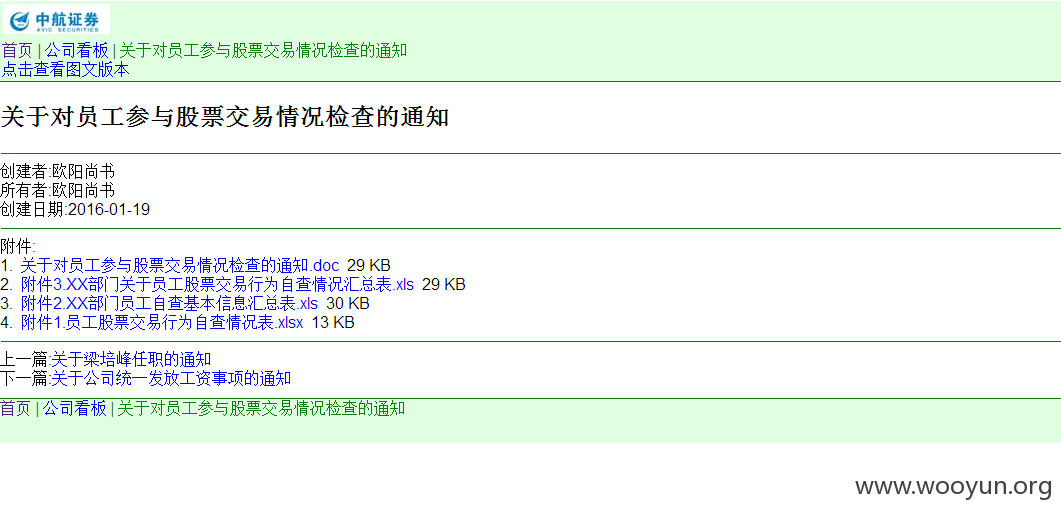 中航证券
AVIC SECURITIES
首页 | 公司看板 | 关于对员工参与股票交易情况检查的通知
点击查看图文版本
关于对员工参与股票交易情况检查的通知
创建者:欧阳尚书
所有者:欧阳尚书
创建日期:2016-01-19
附件:
1. 关于对员工参与股票交易情况检查的通知.doc 29 KB
2. 附件3.XX部门关于员工股票交易行为自查情况汇总表.xls 29 KB
3. 附件2.XX部门员工自查基本信息汇总表.xls 30 KB
4. 附件1.员工股票交易行为自查情况表.xlsx 13 KB
上一篇:关于梁培峰任职的通知
下一篇:关于公司统一发放工资事项的通知
首页 | 公司看板 | 关于对员工参与股票交易情况检查的通知
www.wooyun.org